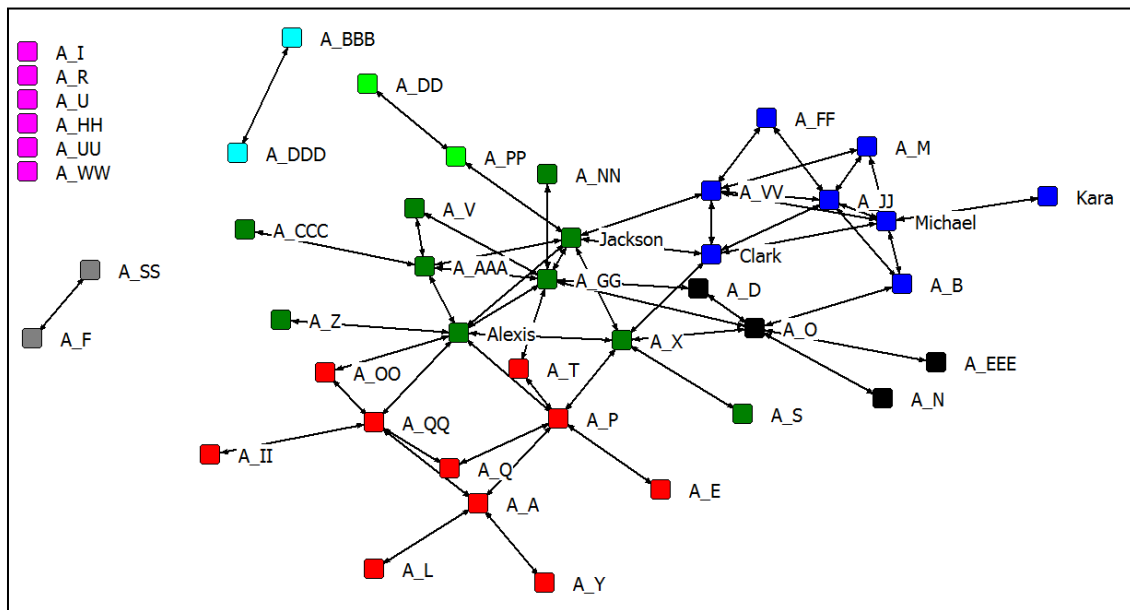 A_BBB
A_I
A_R
A_DD
A_U
A_FF
A_HH
A_M
A_DDD
A_PP
A_UU
A_WW
A_NN
A_VV
A_JJ
Kara
A_V
Michael
A_CCC
Jackson
Clark
A_SS
A_AAA
A_GG
A_D
A_B
A_Z
Alexis
A_O
A_F
A_X
A_EEE
A_OO
A_T
A_N
A_P
A_S
A_QQ
A_II
A_Q
A_E
A_A
A_L
A_Y